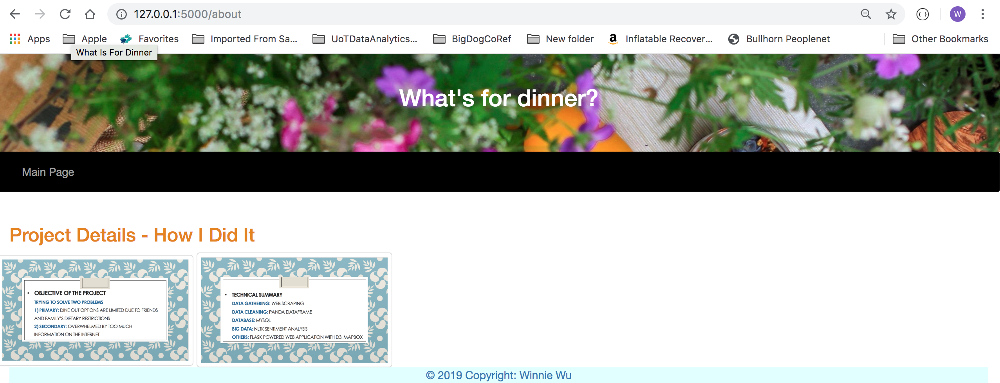 127.0.0.1:5000/about
{...}
W
Apps
Apple
Favorites
Imported From Sa...
UoTDataAnalytics...
BigDogCoRef
New folder
a
Inflatable Recover...
Bullhorn Peoplenet
Other Bookmarks
What Is For Dinner
What's for dinner?
Main Page
Project Details - How I Did It
• OBJECTIVE OF THE PROJECT
TRYING TO SOLVE TWO PROBLEMS
1) PRIMARY: DINE OUT OPTIONS ARE LIMITED DUE TO FRIENDS
AND FAMILY'S DIETARY RESTRICTIONS
2) SECONDARY: OVERWHELMED BY TOO MUCH
INFORMATION ON THE INTERNET
• TECHNICAL SUMMARY
DATA GATHERING: WEB SCRAPING
DATA CLEANING: PANDA DATAFRAME
DATABASE: MYSQL
BIG DATA: NLTK SENTIMENT ANALYSIS
OTHERS: FLASK POWERED WEB APPLICATION WITH D3, MAPBOX
© 2019 Copyright: Winnie Wu